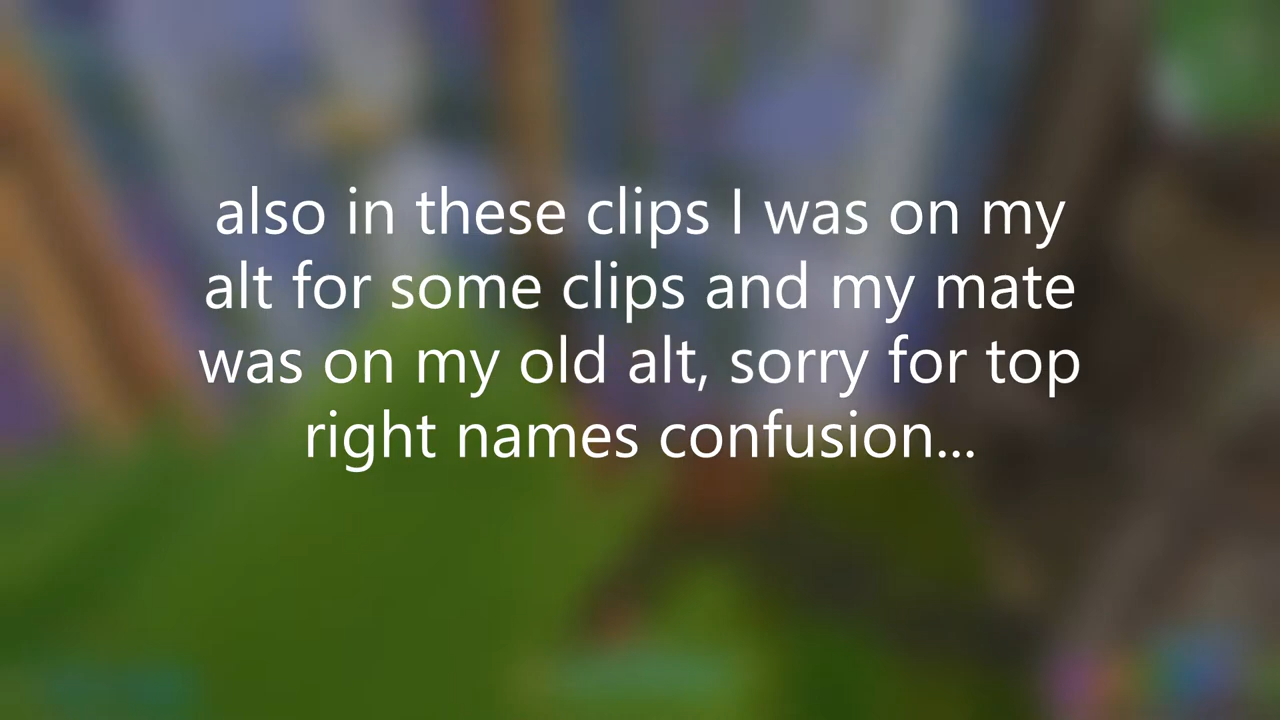 also in these clips I was on my
alt for some clips and my mate
was on my old alt, sorry for top
right names confusion...